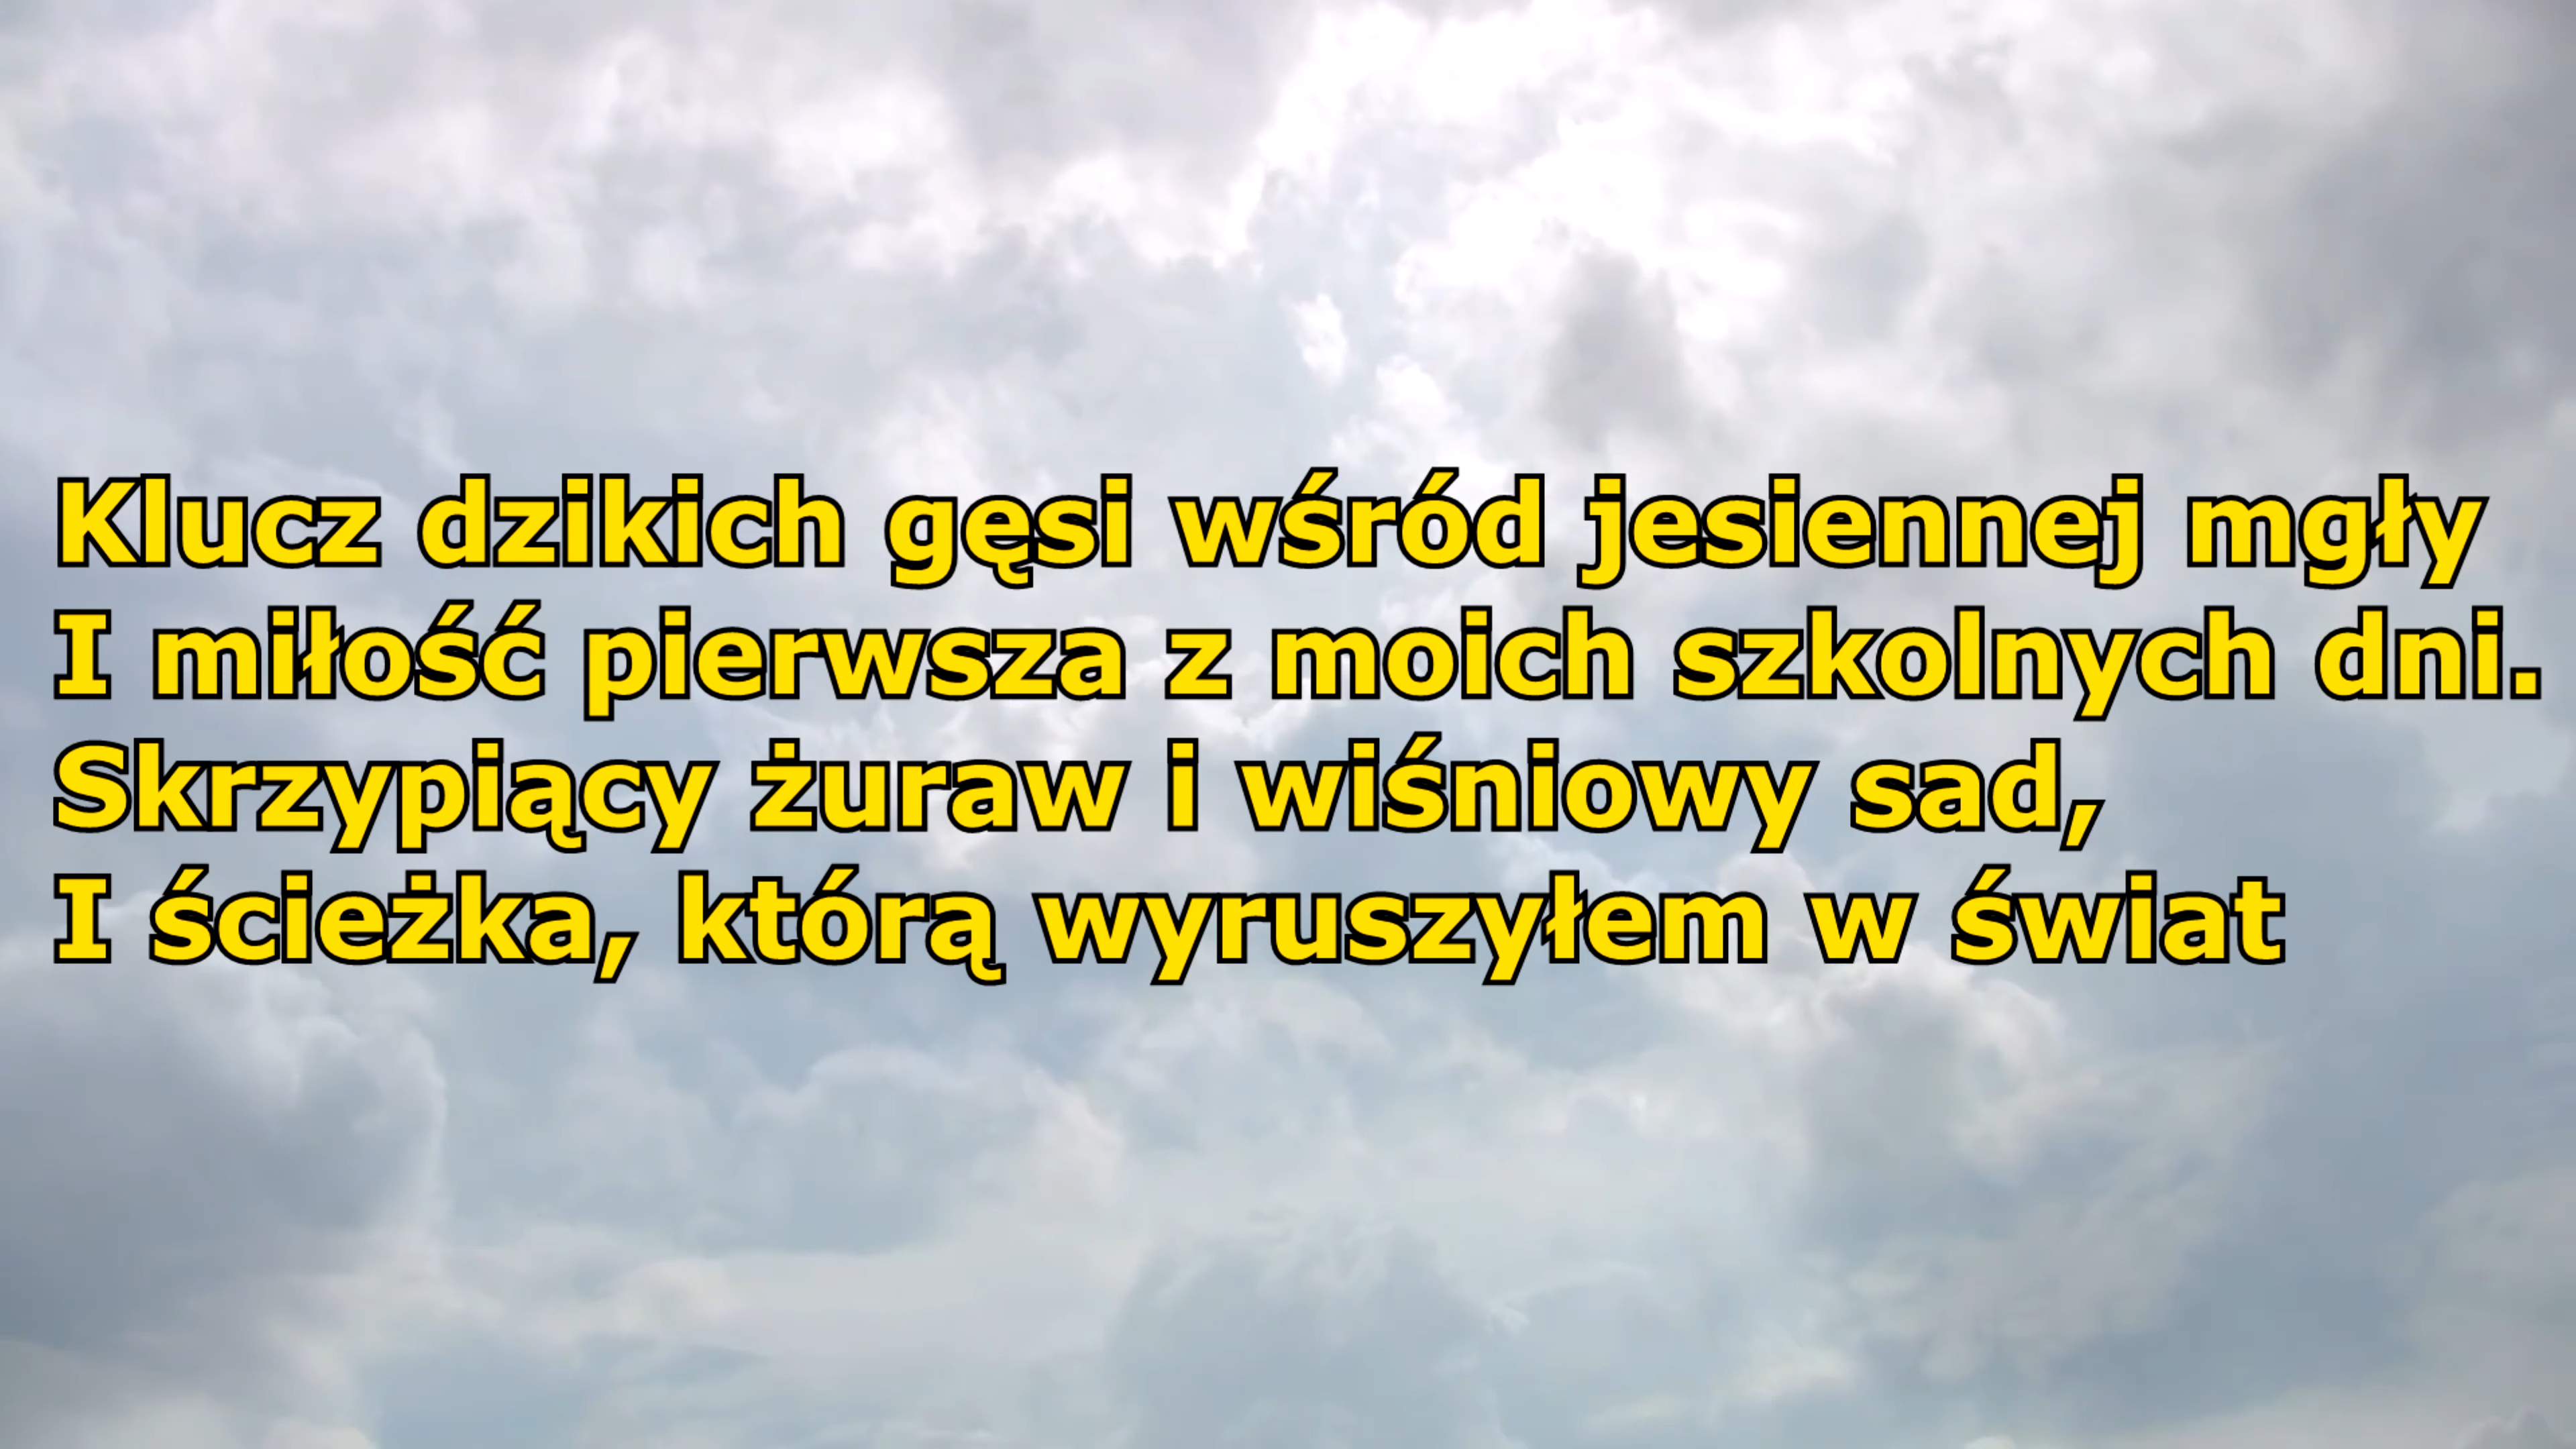 Klucz dzikich gęsi wśród jesiennej mgły
I miłość pierwsza z moich szkolnych dni.
Skrzypiący żuraw i wiśniowy sad,
I ścieżka, którą wyruszyłem w świat